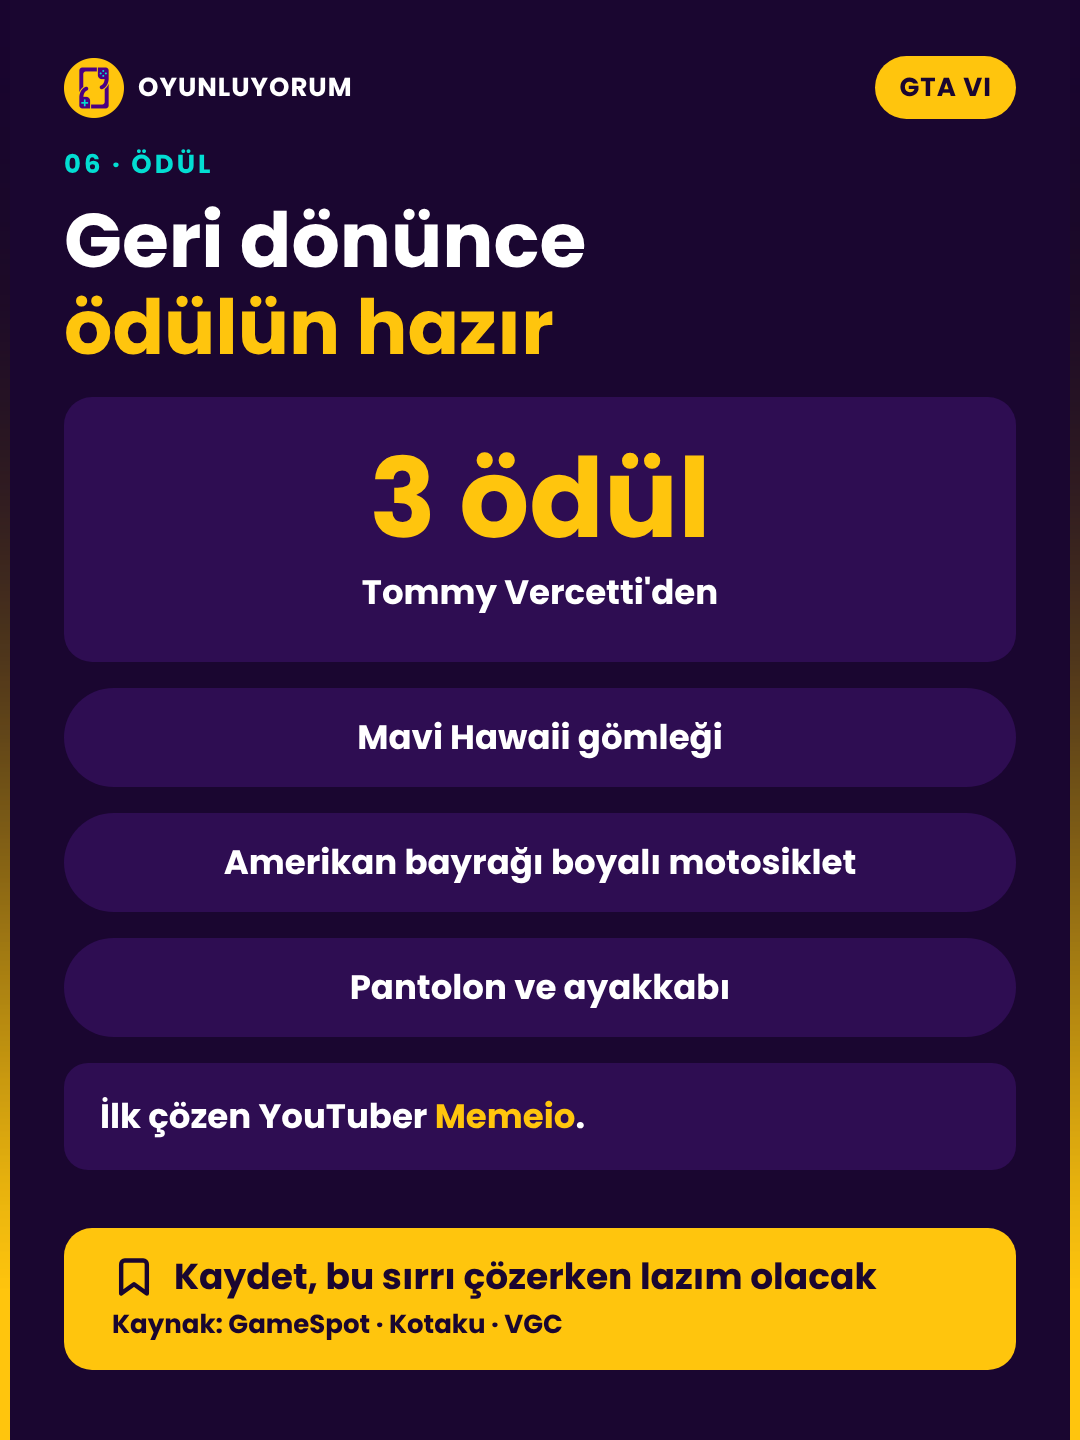 OYUNLUYORUM
GTA VI
06 · ÖDÜL
Geri dönünce
ödülün hazır
3 ödül
Tommy Vercetti'den
Mavi Hawaii gömleği
Amerikan bayrağı boyalı motosiklet
Pantolon ve ayakkabı
İlk çözen YouTuber Memeio.
Kaydet, bu sırrı çözerken lazım olacak
Kaynak: GameSpot · Kotaku · VGC